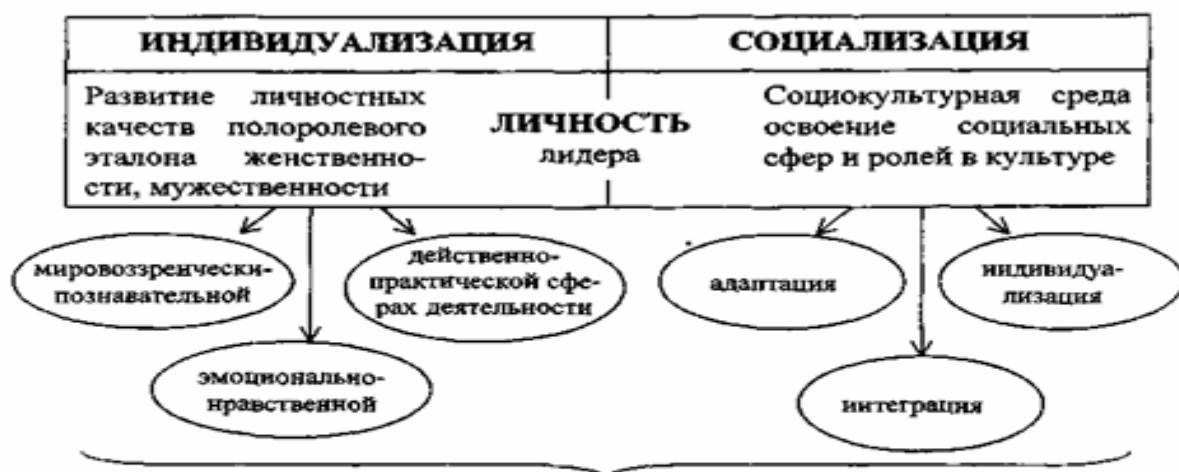 ИНДИВИДУАЛИЗАЦИЯ
СОЦИАЛИЗАЦИЯ
Развитие личностных
качеств полоролевого
эталона женственно-
сти, мужественности
ЛИЧНОСТЬ
лидера
Социокультурная среда
освоение социальных
сфер и ролей в культуре
мировоззренчески-
познавательной
действенно-
практической сфе-
рах деятельности
эмоционально-
нравственной
адаптация
индивидуа-
лизация
интеграция